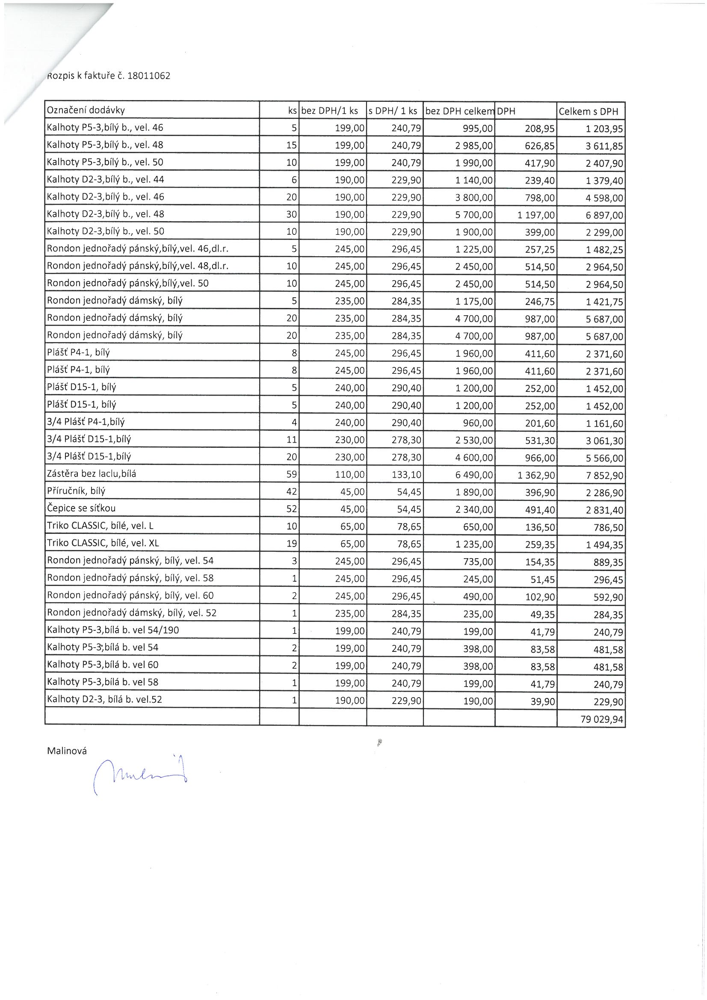 Rozpis k faktuře č. 18011062
Označení dodávky ks bez DPH/1 ks s DPH/ 1 ks bez DPH celkem DPH Celkem s DPH
Kalhoty P5-3,bílý b., vel. 46 5 199,00 240,79 995,00 208,95 1 203,95
Kalhoty P5-3,bílý b., vel. 48 15 199,00 240,79 2 985,00 626,85 3 611,85
Kalhoty P5-3,bílý b., vel. 50 10 199,00 240,79 1 990,00 417,90 2 407,90
Kalhoty D2-3,bílý b., vel. 44 6 190,00 229,90 1 140,00 239,40 1 379,40
Kalhoty D2-3,bílý b., vel. 46 20 190,00 229,90 3 800,00 798,00 4 598,00
Kalhoty D2-3,bílý b., vel. 48 30 190,00 229,90 5 700,00 1 197,00 6 897,00
Kalhoty D2-3,bílý b., vel. 50 10 190,00 229,90 1 900,00 399,00 2 299,00
Rondon jednořadý pánský,bílý,vel. 46,dl.r. 5 245,00 296,45 1 225,00 257,25 1 482,25
Rondon jednořadý pánský,bílý,vel. 48,dl.r. 10 245,00 296,45 2 450,00 514,50 2 964,50
Rondon jednořadý pánský,bílý,vel. 50 10 245,00 296,45 2 450,00 514,50 2 964,50
Rondon jednořadý dámský, bílý 5 235,00 284,35 1 175,00 246,75 1 421,75
Rondon jednořadý dámský, bílý 20 235,00 284,35 4 700,00 987,00 5 687,00
Rondon jednořadý dámský, bílý 20 235,00 284,35 4 700,00 987,00 5 687,00
Plášť P4-1, bílý 8 245,00 296,45 1 960,00 411,60 2 371,60
Plášť P4-1, bílý 8 245,00 296,45 1 960,00 411,60 2 371,60
Plášť D15-1, bílý 5 240,00 290,40 1 200,00 252,00 1 452,00
Plášť D15-1, bílý 5 240,00 290,40 1 200,00 252,00 1 452,00
3/4 Plášť P4-1,bílý 4 240,00 290,40 960,00 201,60 1 161,60
3/4 Plášť D15-1,bílý 11 230,00 278,30 2 530,00 531,30 3 061,30
3/4 Plášť D15-1,bílý 20 230,00 278,30 4 600,00 966,00 5 566,00
Zástěra bez laclu,bílá 59 110,00 133,10 6 490,00 1 362,90 7 852,90
Příručník, bílý 42 45,00 54,45 1 890,00 396,90 2 286,90
Čepice se síťkou 52 45,00 54,45 2 340,00 491,40 2 831,40
Triko CLASSIC, bílé, vel. L 10 65,00 78,65 650,00 136,50 786,50
Triko CLASSIC, bílé, vel. XL 19 65,00 78,65 1 235,00 259,35 1 494,35
Rondon jednořadý pánský, bílý, vel. 54 3 245,00 296,45 735,00 154,35 889,35
Rondon jednořadý pánský, bílý, vel. 58 1 245,00 296,45 245,00 51,45 296,45
Rondon jednořadý pánský, bílý, vel. 60 2 245,00 296,45 490,00 102,90 592,90
Rondon jednořadý dámský, bílý, vel. 52 1 235,00 284,35 235,00 49,35 284,35
Kalhoty P5-3,bílá b. vel 54/190 1 199,00 240,79 199,00 41,79 240,79
Kalhoty P5-3,bílá b. vel 54 2 199,00 240,79 398,00 83,58 481,58
Kalhoty P5-3,bílá b. vel 60 2 199,00 240,79 398,00 83,58 481,58
Kalhoty P5-3,bílá b. vel 58 1 199,00 240,79 199,00 41,79 240,79
Kalhoty D2-3, bílá b. vel.52 1 190,00 229,90 190,00 39,90 229,90
79 029,94
Malinová